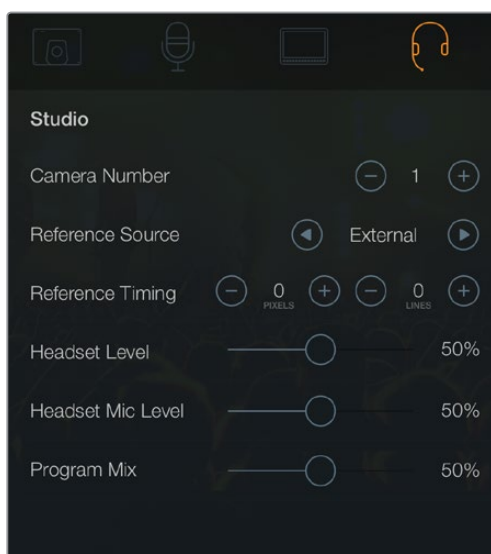 Studio
Camera Number − 1 +
Reference Source External
Reference Timing − 0 PIXELS + − 0 LINES +
Headset Level 50%
Headset Mic Level 50%
Program Mix 50%